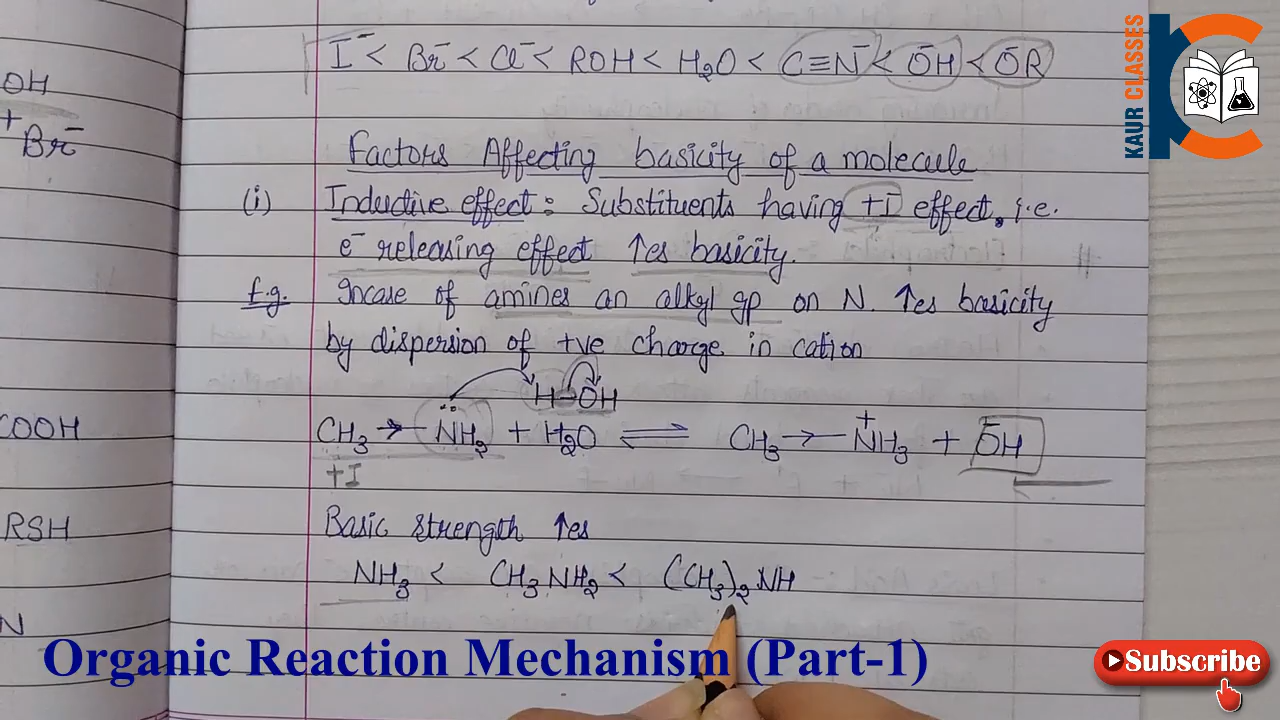 I⁻ < Br⁻ < Cl⁻ < ROH < H₂O < C≡N⁻ < ŌH < ŌR
Factors Affecting basicity of a molecule
(i) Inductive effect: Substituents having +I effect, i.e.
e⁻ releasing effect ↑es basicity.
E.g. Incase of amines an alkyl gp on N. ↑es basicity
by dispersion of +ve charge in cation
H-OH
CH₃→-N̈H₂ + H₂O ⇌ CH₃→-N⁺H₃ + ŌH
+I
Basic strength ↑es
NH₃ < CH₃NH₂ < (CH₃)₂NH
OH
+
Br⁻
COOH
RSH
N
#
KAUR CLASSES
Organic Reaction Mechanism (Part-1)
Subscribe